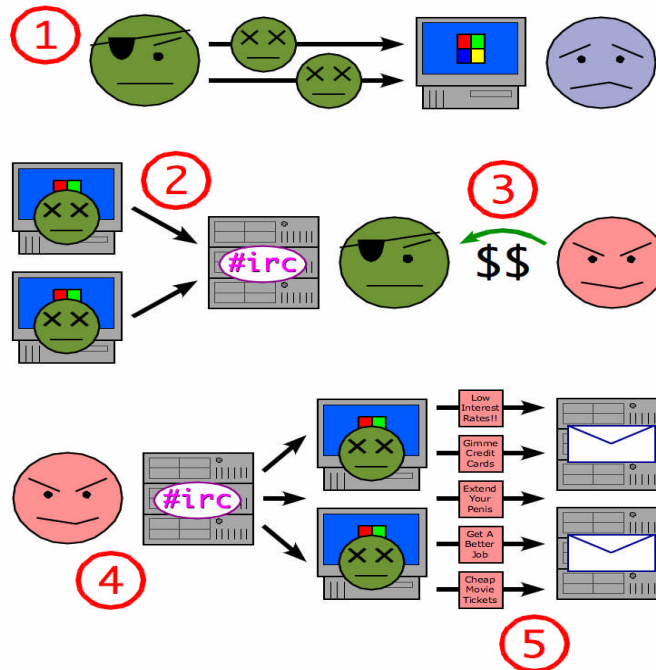 1
2
3
#irc
$$
Low
Interest
Rates!!
Gimme
Credit
Cards
#irc
Extend
Your
Penis
Get A
Better
Job
4
Cheap
Movie
Tickets
5